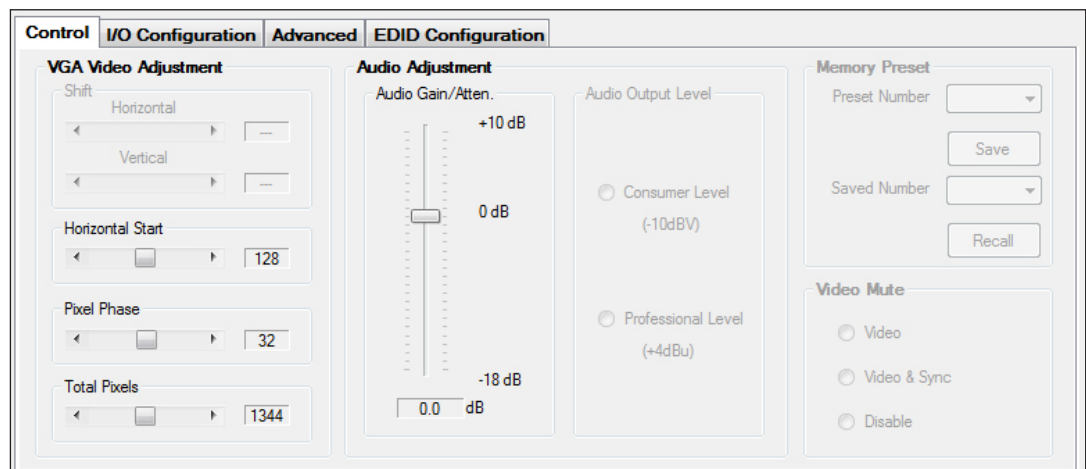 Control I/O Configuration Advanced EDID Configuration
VGA Video Adjustment
Shift
Horizontal
---
Vertical
---
Horizontal Start
128
Pixel Phase
32
Total Pixels
1344
Audio Adjustment
Audio Gain/Atten.
+10 dB
0 dB
-18 dB
0.0 dB
Audio Output Level
Consumer Level
(-10dBV)
Professional Level
(+4dBu)
Memory Preset
Preset Number
Save
Saved Number
Recall
Video Mute
Video
Video & Sync
Disable